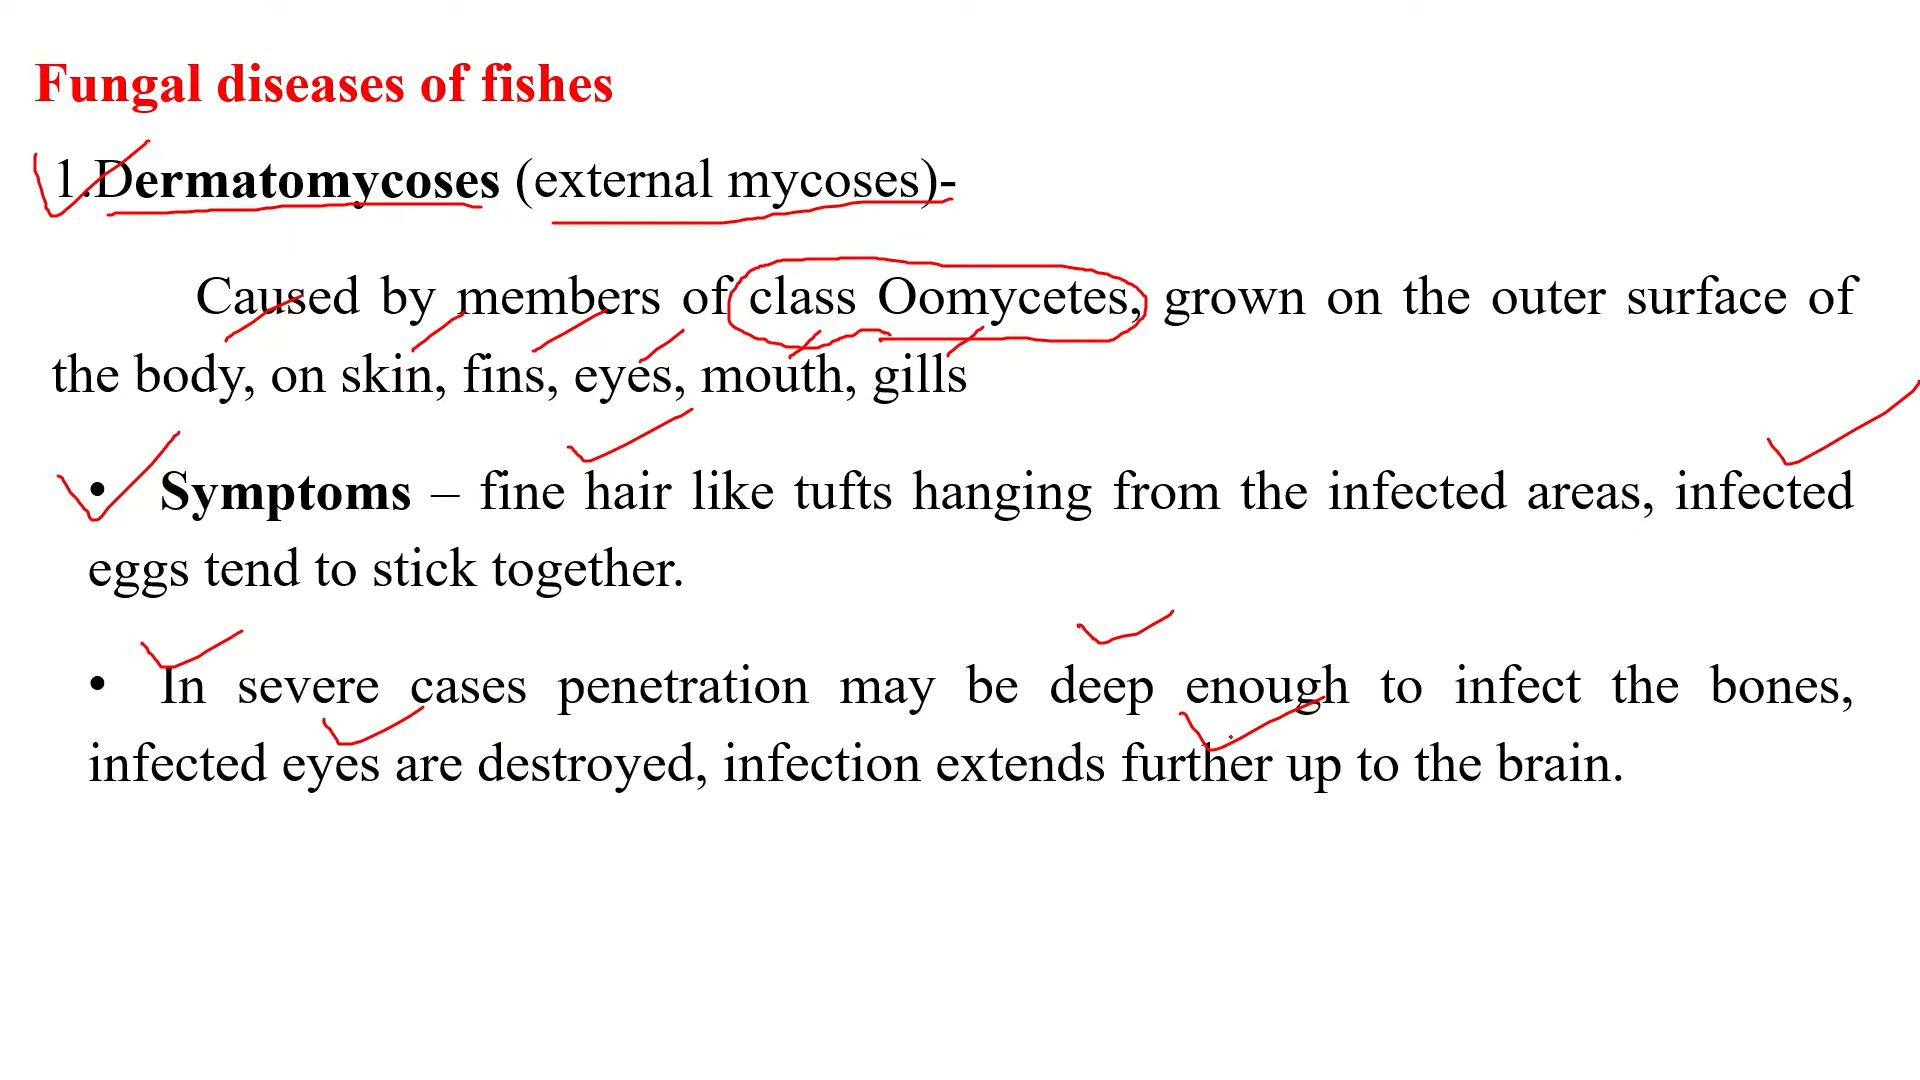 Fungal diseases of fishes
1.Dermatomycoses (external mycoses)-
Caused by members of class Oomycetes, grown on the outer surface of
the body, on skin, fins, eyes, mouth, gills
• Symptoms – fine hair like tufts hanging from the infected areas, infected
eggs tend to stick together.
• In severe cases penetration may be deep enough to infect the bones,
infected eyes are destroyed, infection extends further up to the brain.